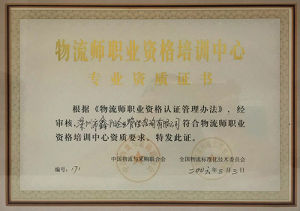 物流师职业资格培训中心
专业资质证书
根据《物流师职业资格认证管理办法》,经
审核, 符合物流师职业
资格培训中心资质要求。特发此证。
中国物流与采购联合会 全国物流标准化技术委员会
编号: 171